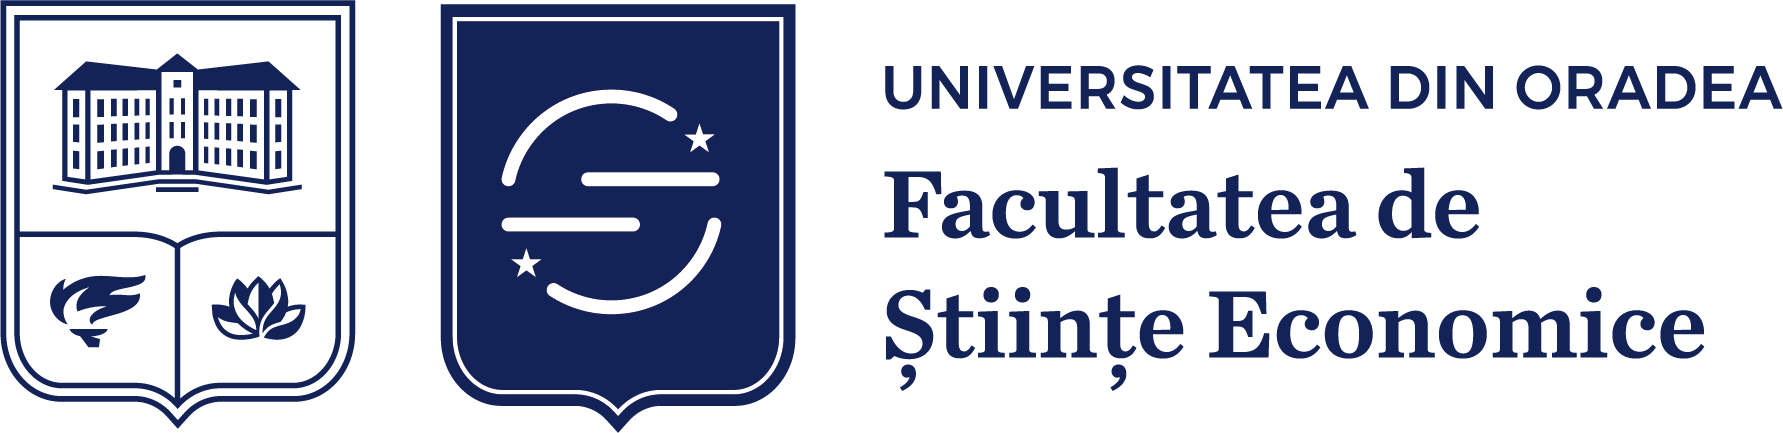 UNIVERSITATEA DIN ORADEA
Facultatea de
Științe Economice